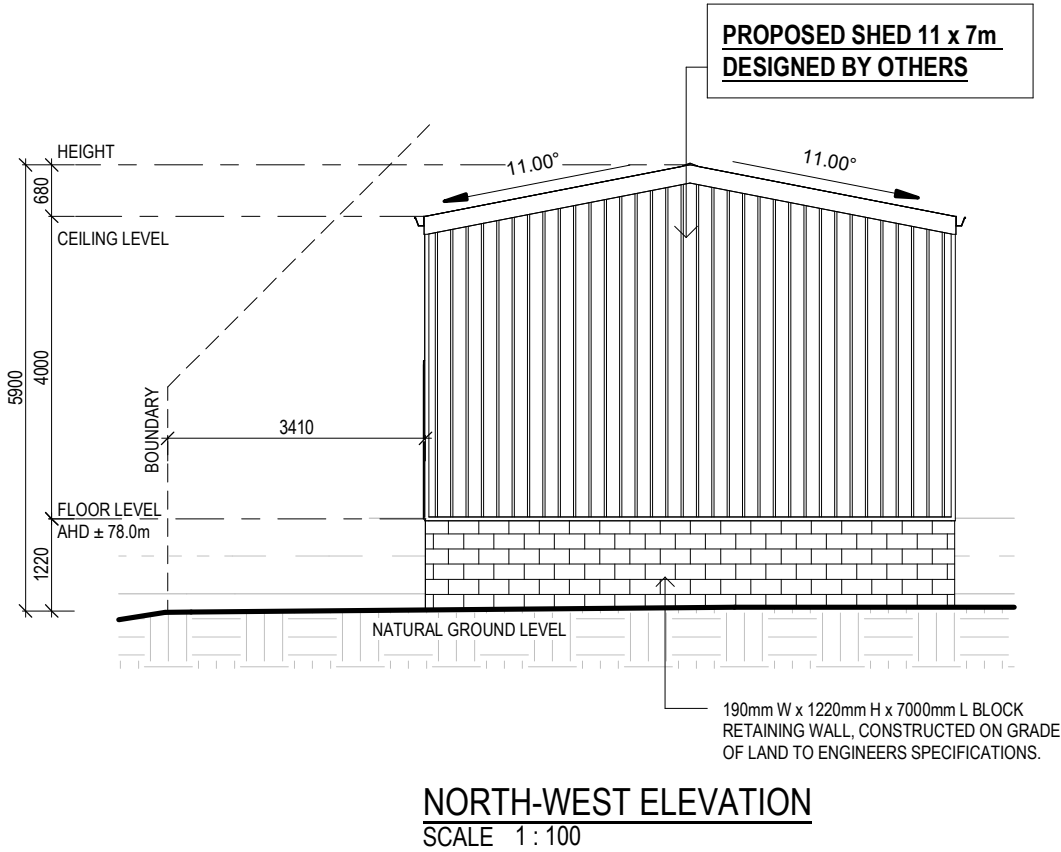 PROPOSED SHED 11 x 7m
DESIGNED BY OTHERS
HEIGHT
11.00°
11.00°
680
CEILING LEVEL
5900
4000
BOUNDARY
3410
FLOOR LEVEL
AHD ± 78.0m
1220
NATURAL GROUND LEVEL
190mm W x 1220mm H x 7000mm L BLOCK
RETAINING WALL, CONSTRUCTED ON GRADE
OF LAND TO ENGINEERS SPECIFICATIONS.
NORTH-WEST ELEVATION
SCALE 1 : 100